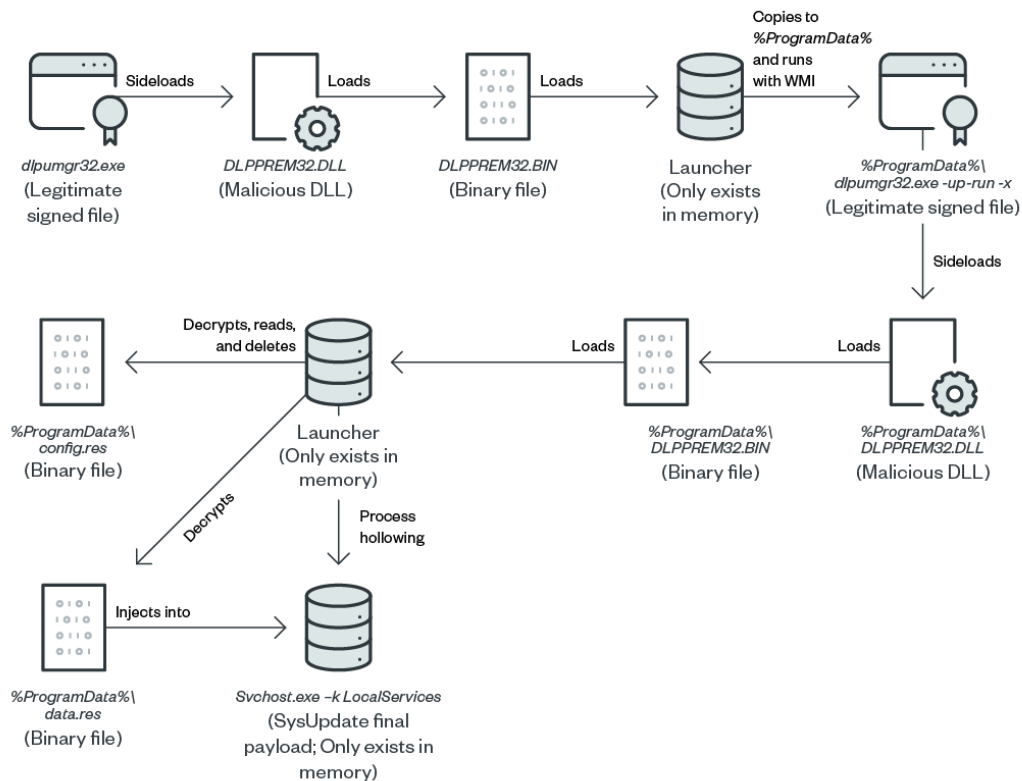 Copies to
%ProgramData%
and runs
with WMI
Sideloads
Loads
Loads
dlpumgr32.exe
(Legitimate
signed file)
DLPPREM32.DLL
(Malicious DLL)
DLPPREM32.BIN
(Binary file)
Launcher
(Only exists
in memory)
%ProgramData%\
dlpumgr32.exe -up-run -x
(Legitimate signed file)
Sideloads
Decrypts, reads,
and deletes
Loads
Loads
%ProgramData%\
config.res
(Binary file)
Launcher
(Only exists in
memory)
%ProgramData%\
DLPPREM32.BIN
(Binary file)
%ProgramData%\
DLPPREM32.DLL
(Malicious DLL)
Decrypts
Process
hollowing
Injects into
%ProgramData%\
data.res
(Binary file)
Svchost.exe –k LocalServices
(SysUpdate final
payload; Only exists in
memory)